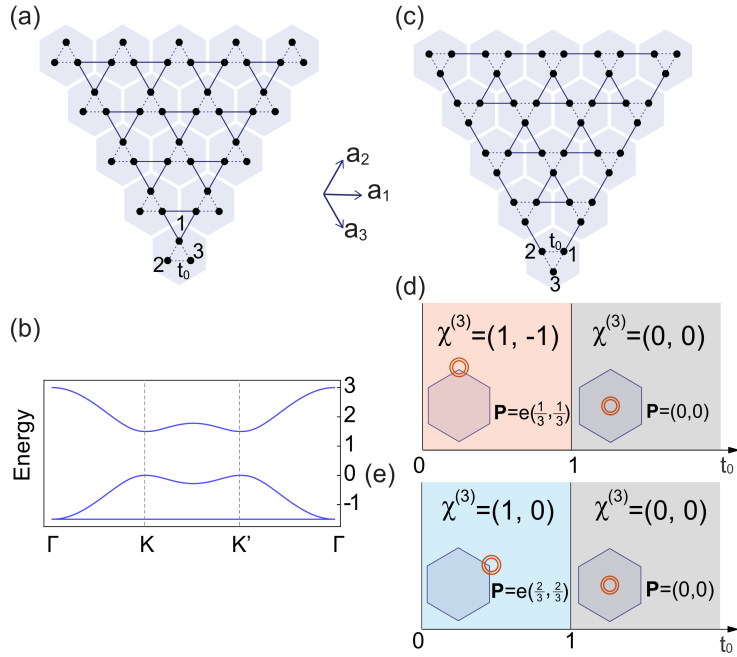 (a)
a₂
a₁
a₃
1
2
3
t₀
(b)
Energy
3
2
1
0
-1
Γ
K
K'
Γ
(c)
t₀
2
1
3
(d)
χ⁽³⁾=(1, -1)
χ⁽³⁾=(0, 0)
P=e(1/3,1/3)
P=(0,0)
0
1
t₀
(e)
χ⁽³⁾=(1, 0)
χ⁽³⁾=(0, 0)
P=e(2/3,2/3)
P=(0,0)
0
1
t₀